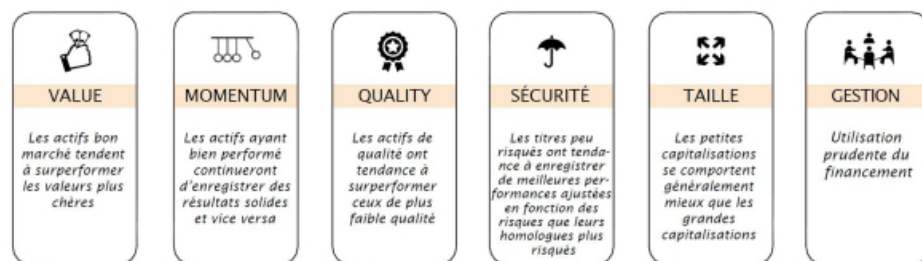 VALUE
Les actifs bon
marché tendent
à surperformer
les valeurs plus
chères
MOMENTUM
Les actifs ayant
bien performé
continueront
d'enregistrer des
résultats solides
et vice versa
QUALITY
Les actifs de
qualité ont
tendance à
surperformer
ceux de plus
faible qualité
SÉCURITÉ
Les titres peu
risqués ont tenda-
nce à enregistrer
de meilleures per-
formances ajustées
en fonction des
risques que leurs
homologues plus
risqués
TAILLE
Les petites
capitalisations
se comportent
généralement
mieux que les
grandes
capitalisations
GESTION
Utilisation
prudente du
financement